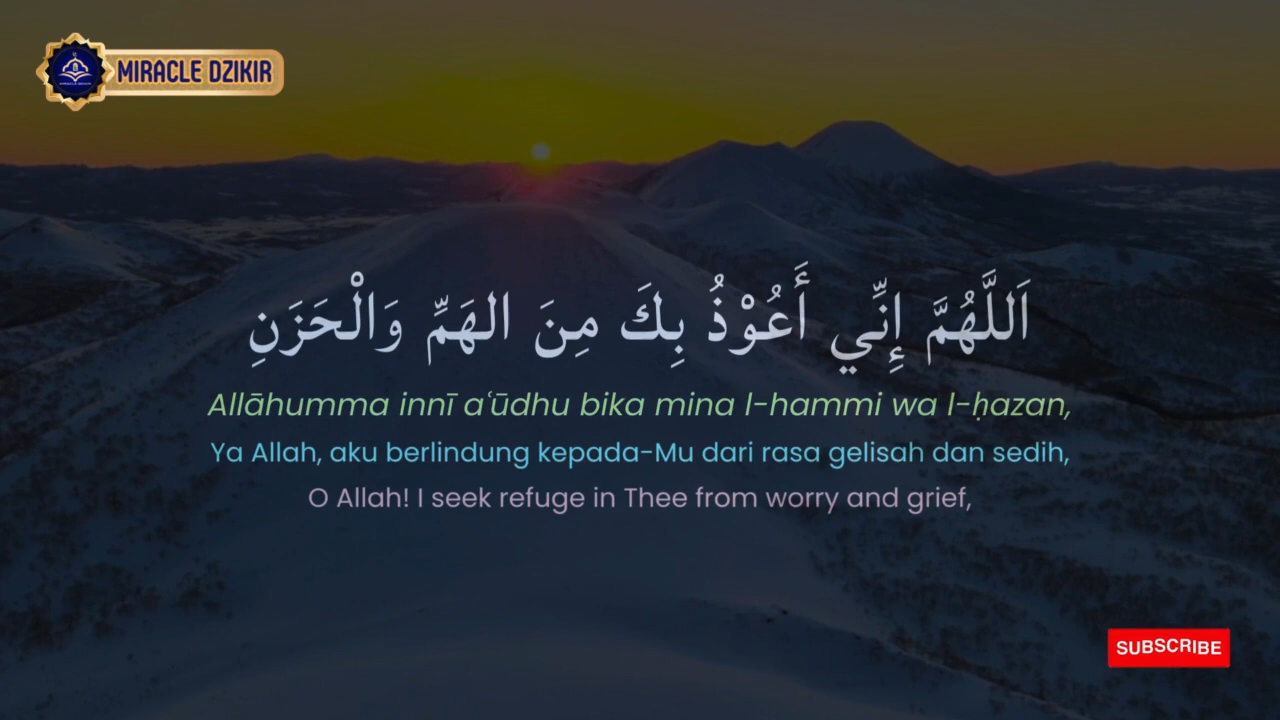 MIRACLE DZIKIR
اَللَّهُمَّ إِنِّي أَعُوْذُ بِكَ مِنَ الهَمِّ وَالْحَزَنِ
Allāhumma innī a‘ūdhu bika mina l-hammi wa l-ḥazan,
Ya Allah, aku berlindung kepada-Mu dari rasa gelisah dan sedih,
O Allah! I seek refuge in Thee from worry and grief,
SUBSCRIBE